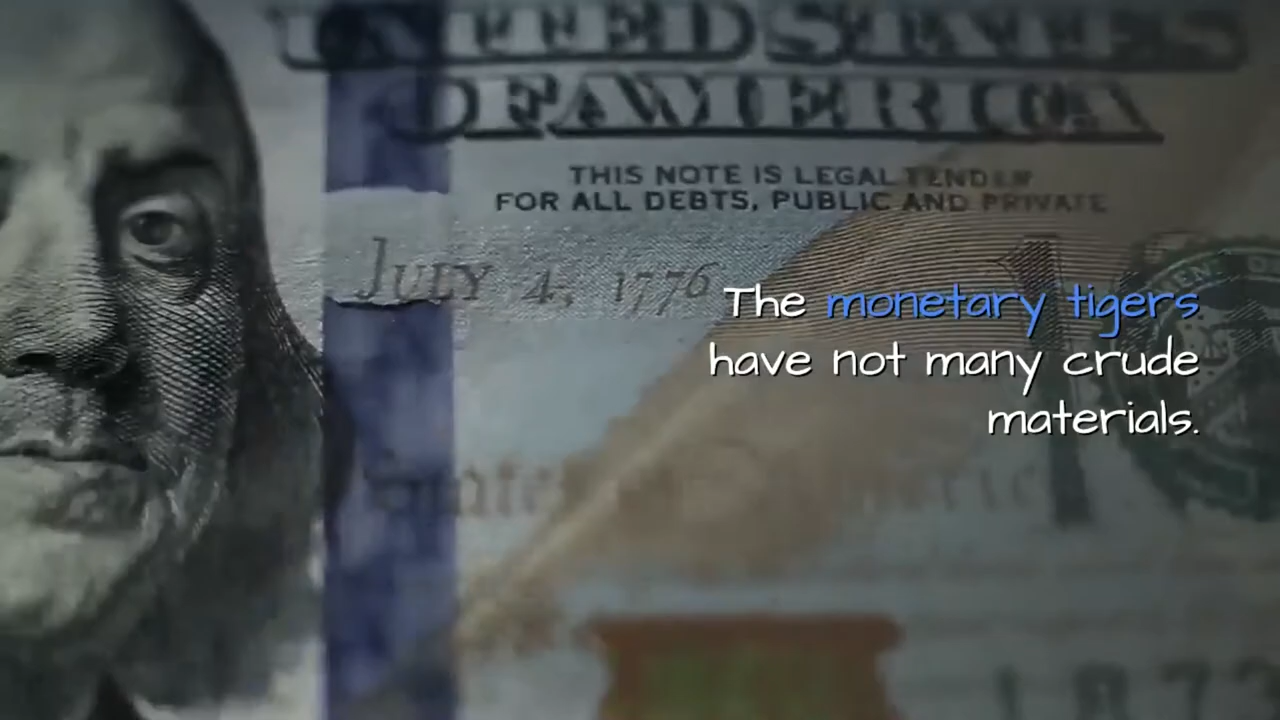 UNITED STATES
OF AMERICA
THIS NOTE IS LEGAL TENDER
FOR ALL DEBTS, PUBLIC AND PRIVATE
JULY 4, 1776
The monetary tigers
have not many crude
materials.